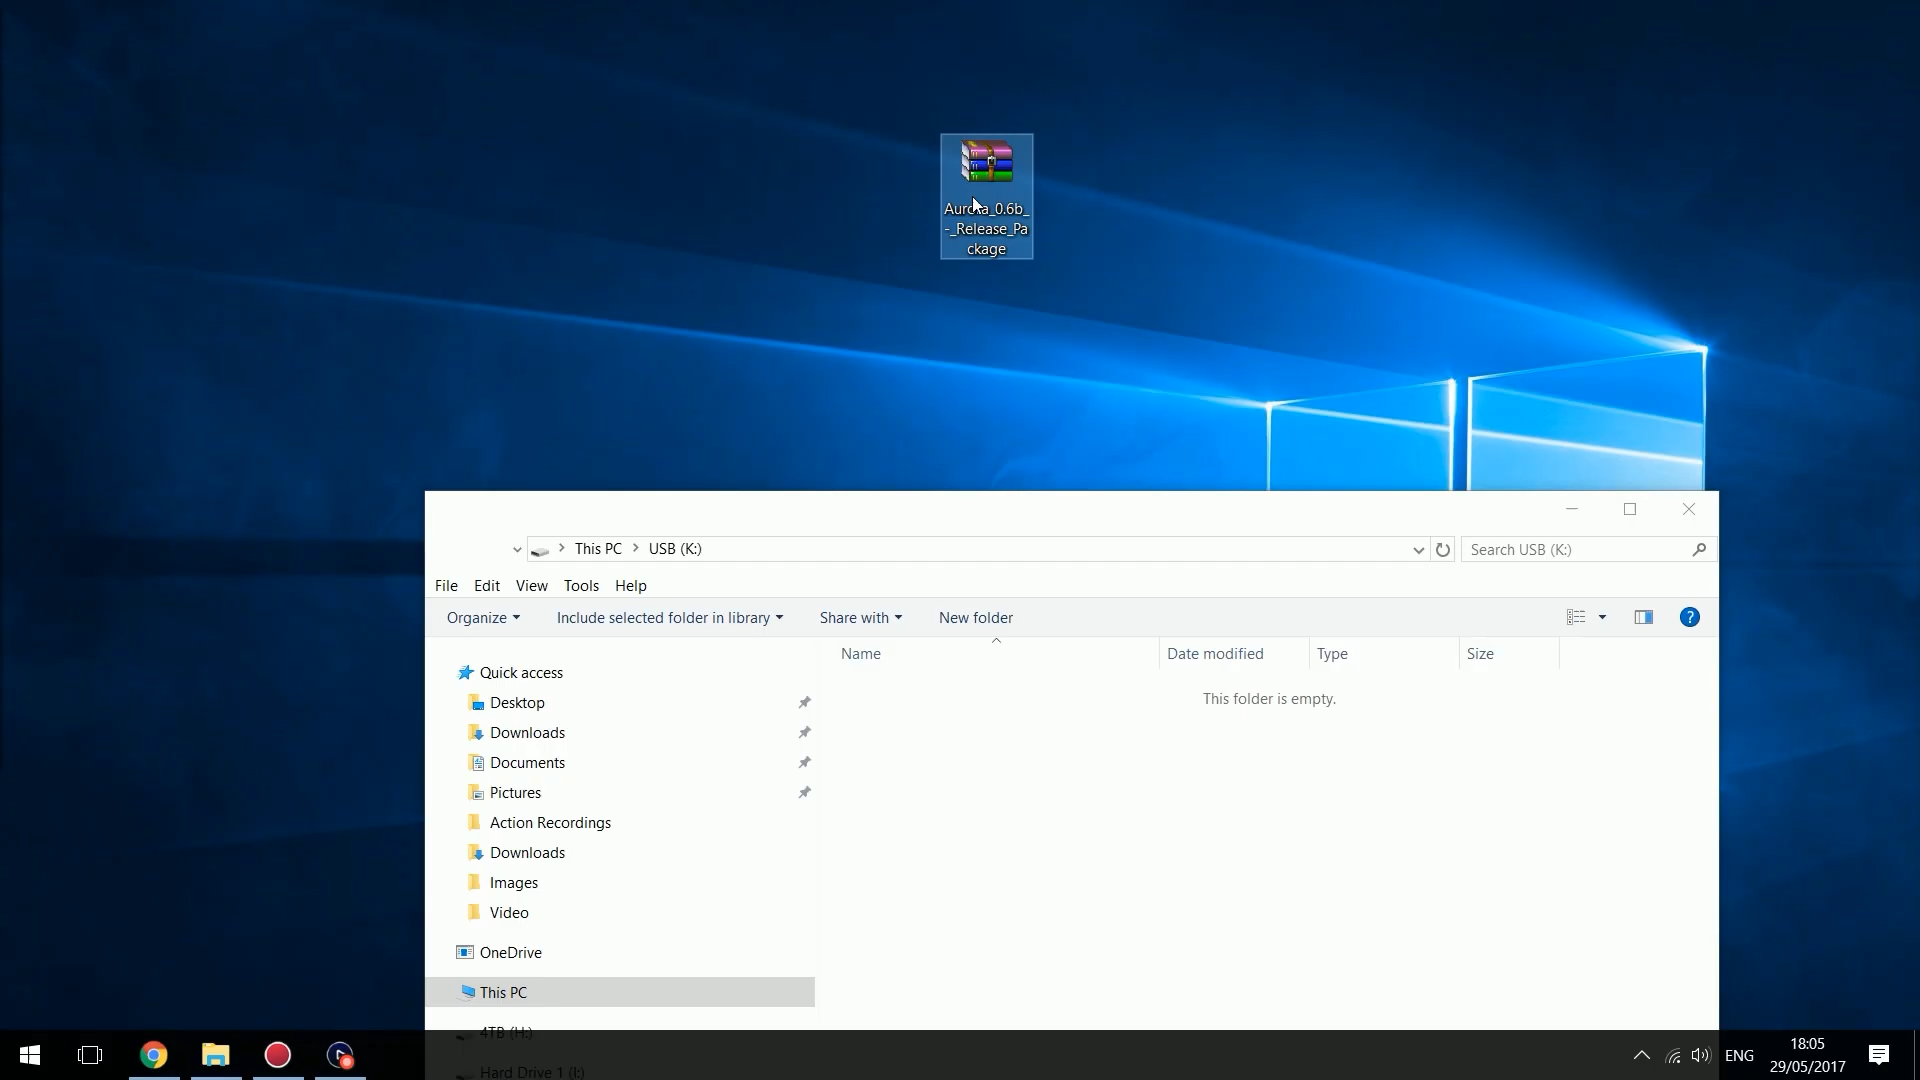 Aurora_0.6b_
-_Release_Pa
ckage
This PC
USB (K:)
Search USB (K:)
File Edit View Tools Help
Organize
Include selected folder in library
Share with
New folder
?
Name
Date modified
Type
Size
This folder is empty.
Quick access
Desktop
Downloads
Documents
Pictures
Action Recordings
Downloads
Images
Video
OneDrive
This PC
4TB (H:)
Hard Drive 1 (I:)
ENG
18:05
29/05/2017